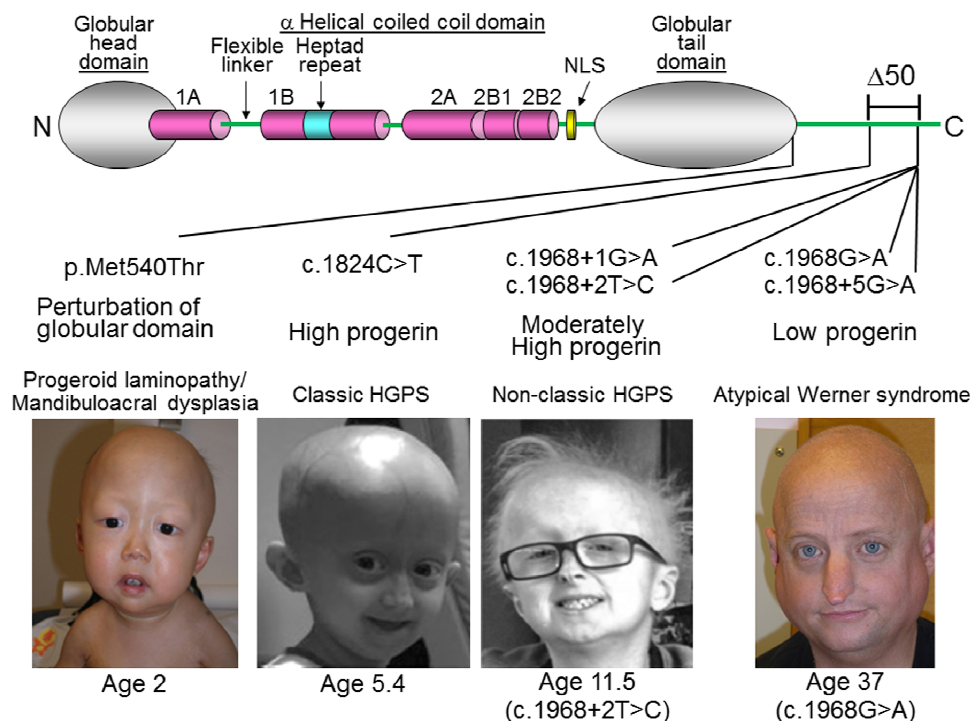 Globular
head
domain
α Helical coiled coil domain
Flexible
linker
Heptad
repeat
Globular
tail
domain
NLS
Δ50
1A
1B
2A
2B1
2B2
N
C
p.Met540Thr
c.1824C>T
c.1968+1G>A
c.1968+2T>C
c.1968G>A
c.1968+5G>A
Perturbation of
globular domain
High progerin
Moderately
High progerin
Low progerin
Progeroid laminopathy/
Mandibuloacral dysplasia
Classic HGPS
Non-classic HGPS
Atypical Werner syndrome
Age 2
Age 5.4
Age 11.5
(c.1968+2T>C)
Age 37
(c.1968G>A)